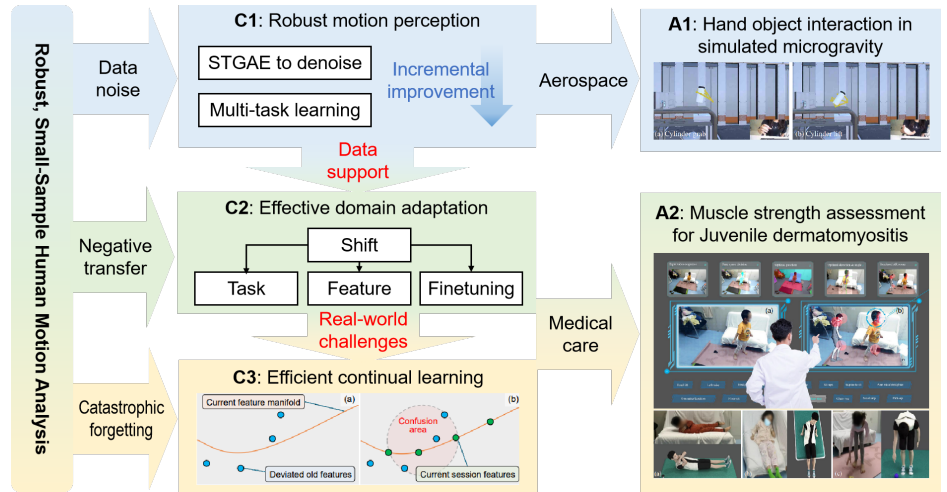 Robust, Small-Sample Human Motion Analysis
Data
noise
C1: Robust motion perception
STGAE to denoise
Multi-task learning
Incremental
improvement
Aerospace
A1: Hand object interaction in
simulated microgravity
(a) Cylinder grab
Data
support
Negative
transfer
C2: Effective domain adaptation
Shift
Task
Feature
Finetuning
Real-world
challenges
Medical
care
A2: Muscle strength assessment
for Juvenile dermatomyositis
(a)
(b)
Catastrophic
forgetting
C3: Efficient continual learning
Current feature manifold
(a)
Deviated old features
(b)
Confusion
area
Current session features
(a)
(b)
(c)